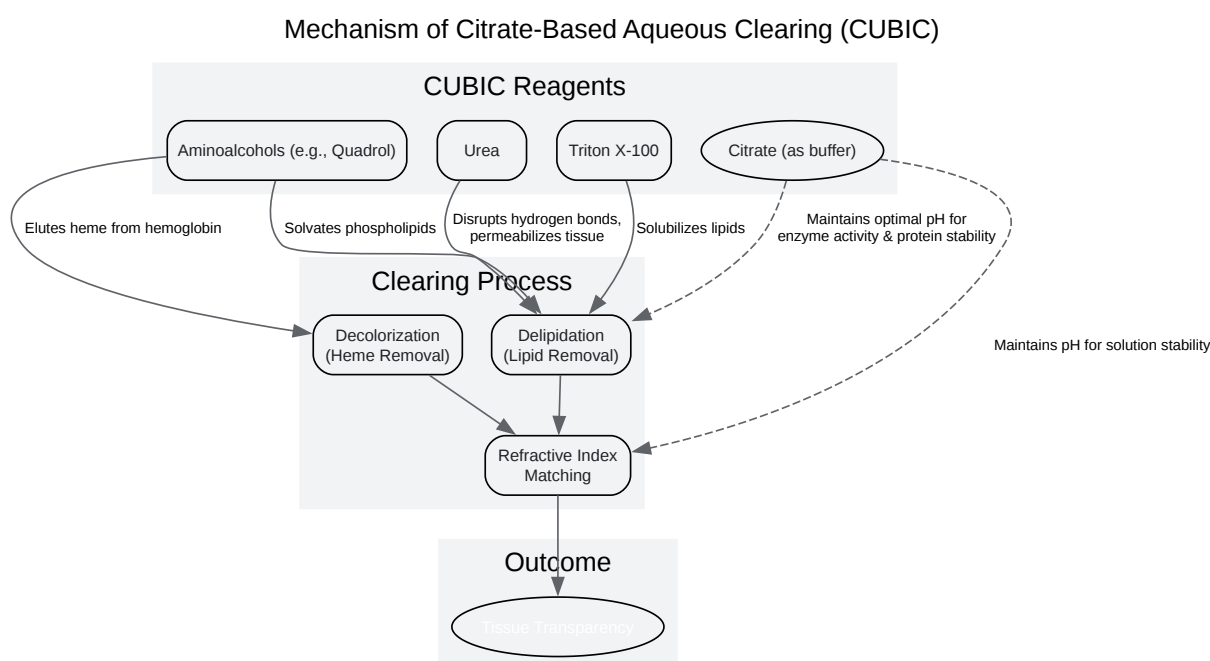 Mechanism of Citrate-Based Aqueous Clearing (CUBIC)
CUBIC Reagents
Aminoalcohols (e.g., Quadrol)
Urea
Triton X-100
Citrate (as buffer)
Elutes heme from hemoglobin
Solvates phospholipids
Disrupts hydrogen bonds,
permeabilizes tissue
Solubilizes lipids
Maintains optimal pH for
enzyme activity & protein stability
Clearing Process
Decolorization
(Heme Removal)
Delipidation
(Lipid Removal)
Maintains pH for solution stability
Refractive Index
Matching
Outcome
Tissue Transparency